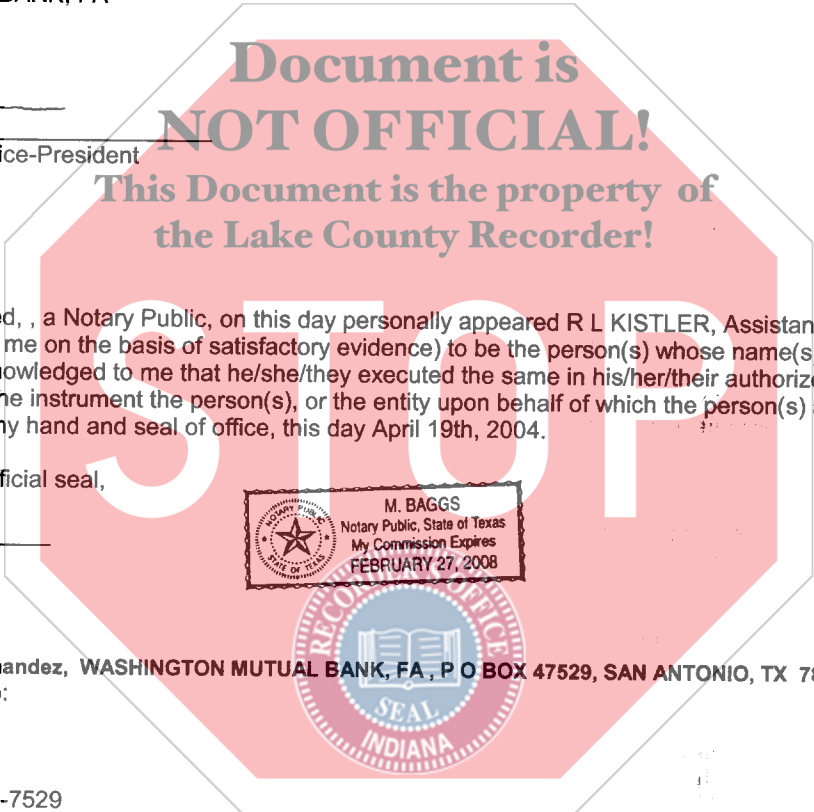 BANK, FA
Document is
NOT OFFICIAL!
ice-President
This Document is the property of
the Lake County Recorder!
ed, , a Notary Public, on this day personally appeared R L KISTLER, Assistan
me on the basis of satisfactory evidence) to be the person(s) whose name(s
owledged to me that he/she/they executed the same in his/her/their authorize
he instrument the person(s), or the entity upon behalf of which the person(s)
ny hand and seal of office, this day April 19th, 2004.
STOP
ficial seal,
M. BAGGS
Notary Public, State of Texas
My Commission Expires
FEBRUARY 27, 2008
NOTARY PUBLIC
STATE OF TEXAS
RECORDER'S OFFICE
nandez, WASHINGTON MUTUAL BANK, FA , P O BOX 47529, SAN ANTONIO, TX 78
:
SEAL
INDIANA
-7529